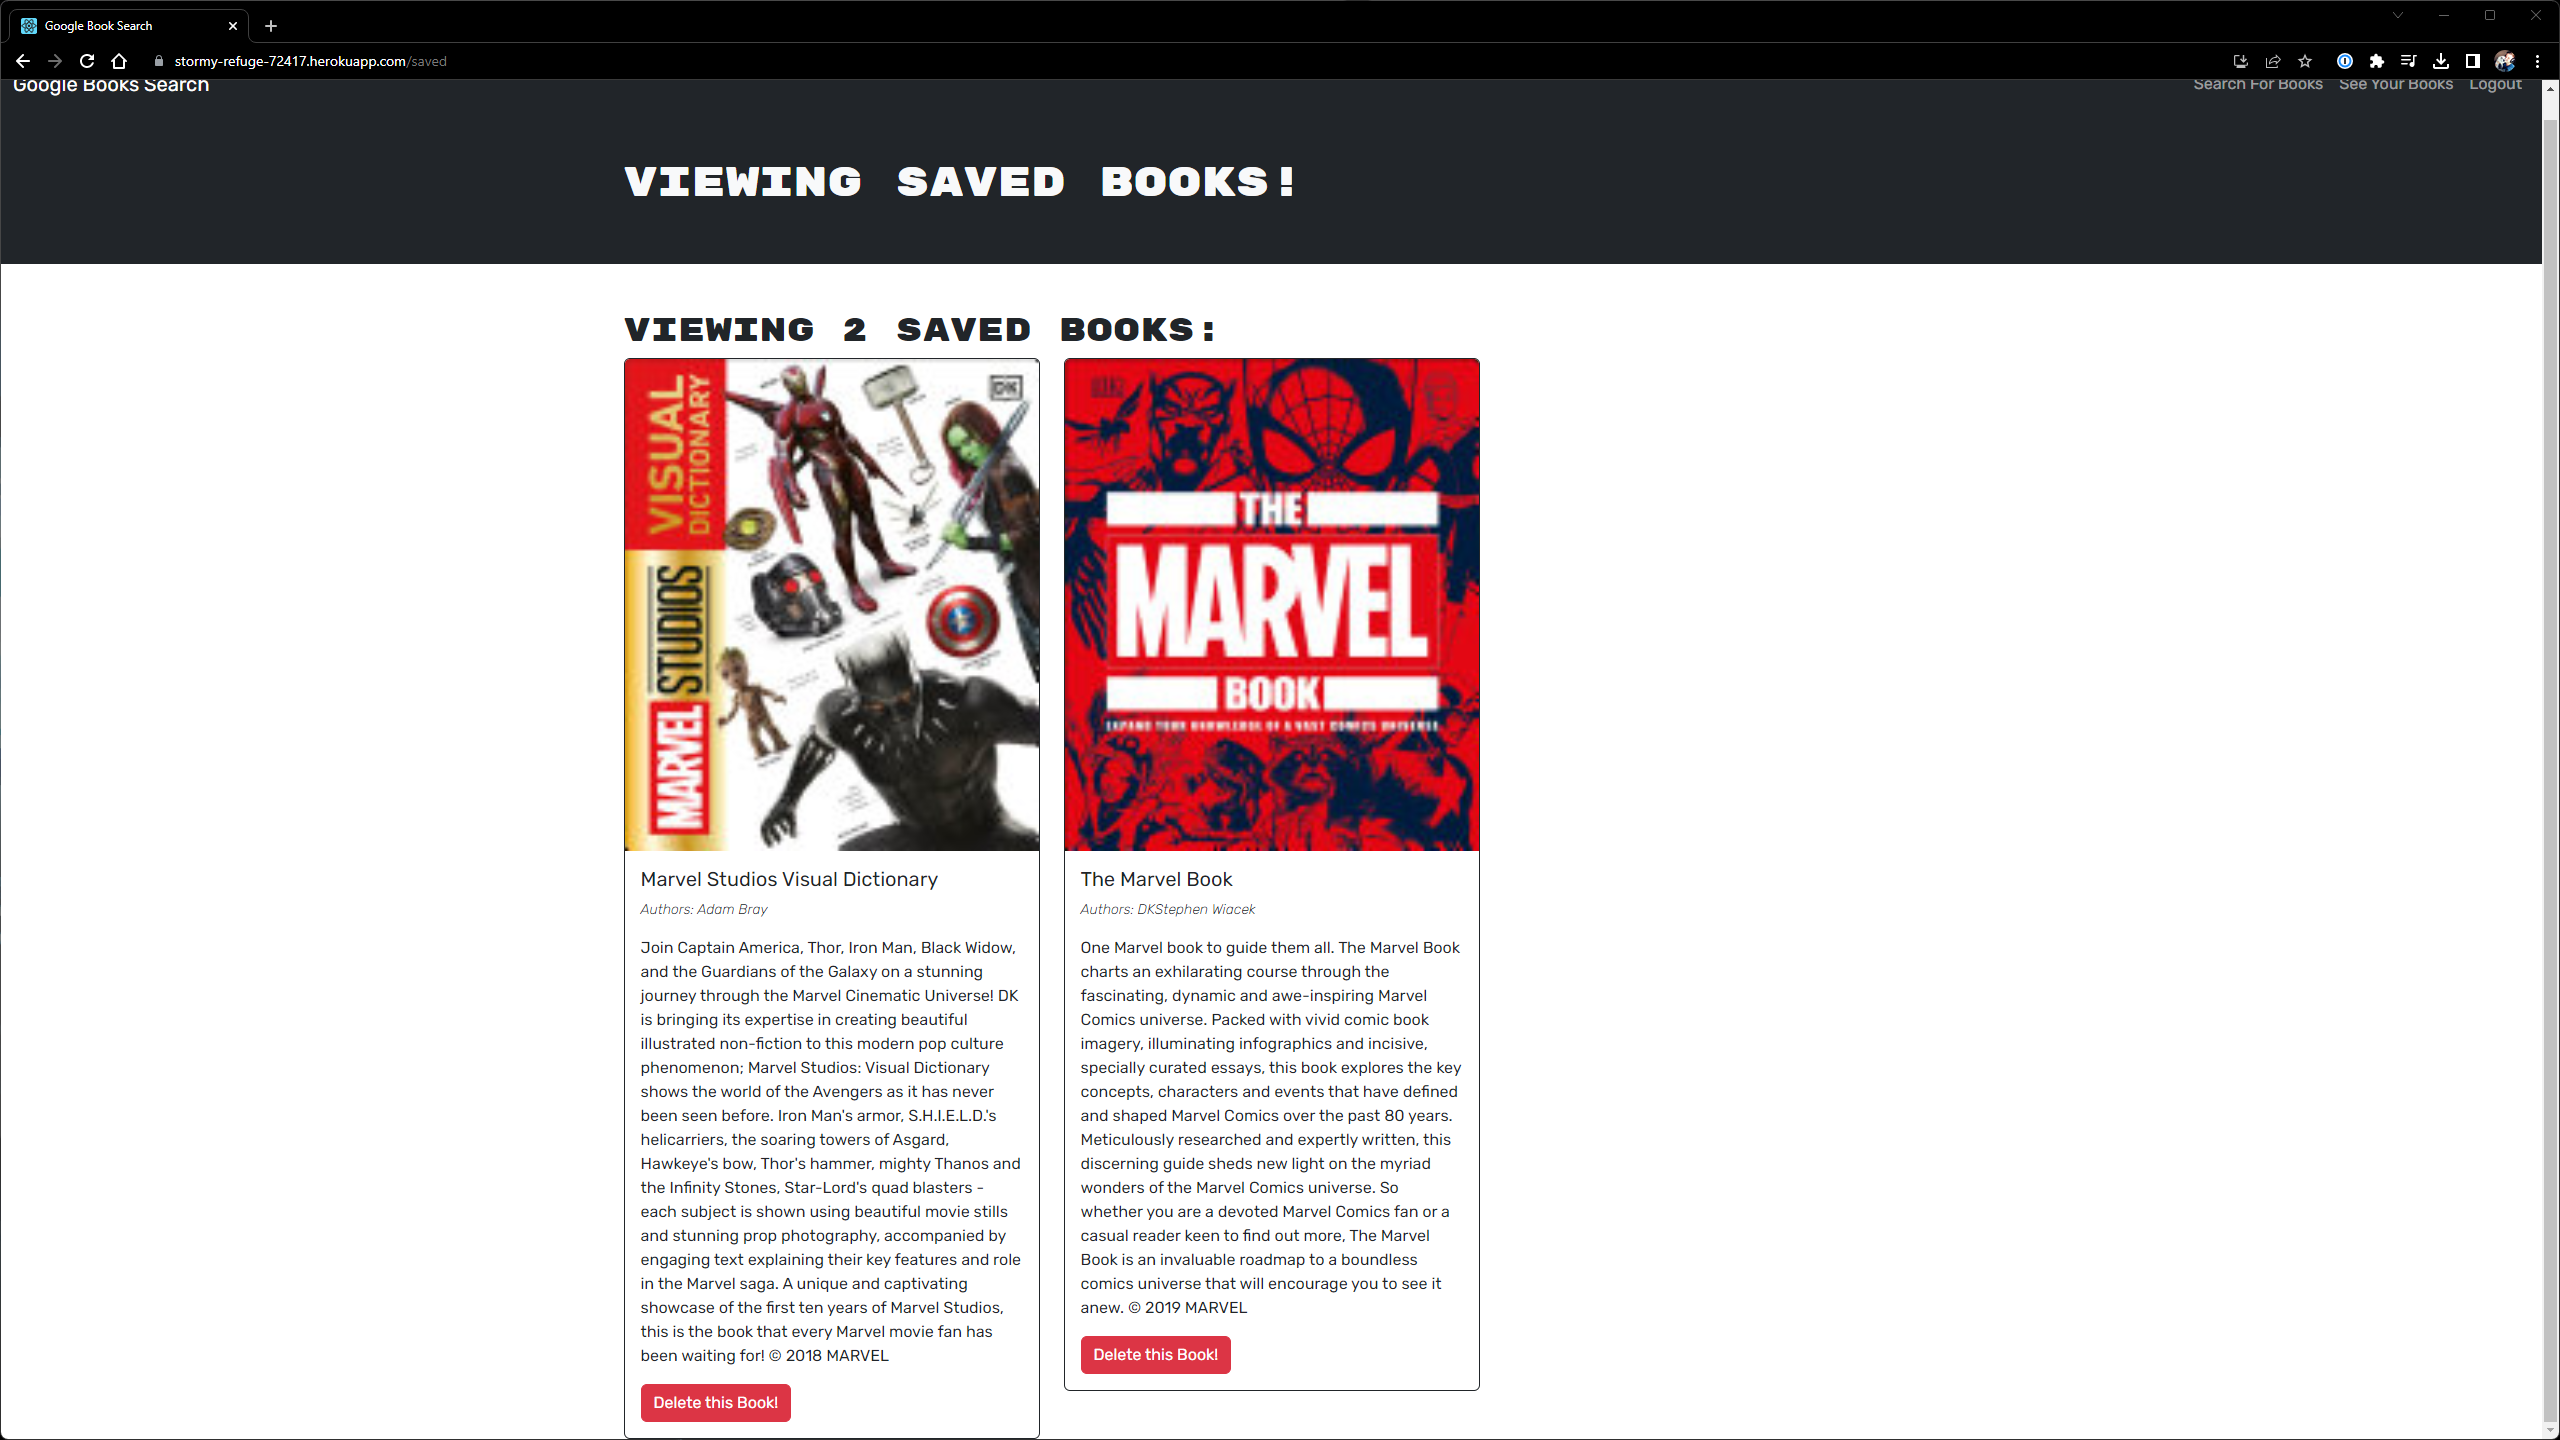 Google Book Search
stormy-refuge-72417.herokuapp.com/saved
Google Books Search
Search For Books
See Your Books
Logout
VIEWING SAVED BOOKS!
VIEWING 2 SAVED BOOKS:
VISUAL
DICTIONARY
MARVEL STUDIOS
DK
Marvel Studios Visual Dictionary
Authors: Adam Bray
Join Captain America, Thor, Iron Man, Black Widow,
and the Guardians of the Galaxy on a stunning
journey through the Marvel Cinematic Universe! DK
is bringing its expertise in creating beautiful
illustrated non-fiction to this modern pop culture
phenomenon; Marvel Studios: Visual Dictionary
shows the world of the Avengers as it has never
been seen before. Iron Man's armor, S.H.I.E.L.D.'s
helicarriers, the soaring towers of Asgard,
Hawkeye's bow, Thor's hammer, mighty Thanos and
the Infinity Stones, Star-Lord's quad blasters -
each subject is shown using beautiful movie stills
and stunning prop photography, accompanied by
engaging text explaining their key features and role
in the Marvel saga. A unique and captivating
showcase of the first ten years of Marvel Studios,
this is the book that every Marvel movie fan has
been waiting for! © 2018 MARVEL
Delete this Book!
THE
MARVEL
BOOK
EXPAND YOUR KNOWLEDGE OF A VAST COMICS UNIVERSE
The Marvel Book
Authors: DKStephen Wiacek
One Marvel book to guide them all. The Marvel Book
charts an exhilarating course through the
fascinating, dynamic and awe-inspiring Marvel
Comics universe. Packed with vivid comic book
imagery, illuminating infographics and incisive,
specially curated essays, this book explores the key
concepts, characters and events that have defined
and shaped Marvel Comics over the past 80 years.
Meticulously researched and expertly written, this
discerning guide sheds new light on the myriad
wonders of the Marvel Comics universe. So
whether you are a devoted Marvel Comics fan or a
casual reader keen to find out more, The Marvel
Book is an invaluable roadmap to a boundless
comics universe that will encourage you to see it
anew. © 2019 MARVEL
Delete this Book!